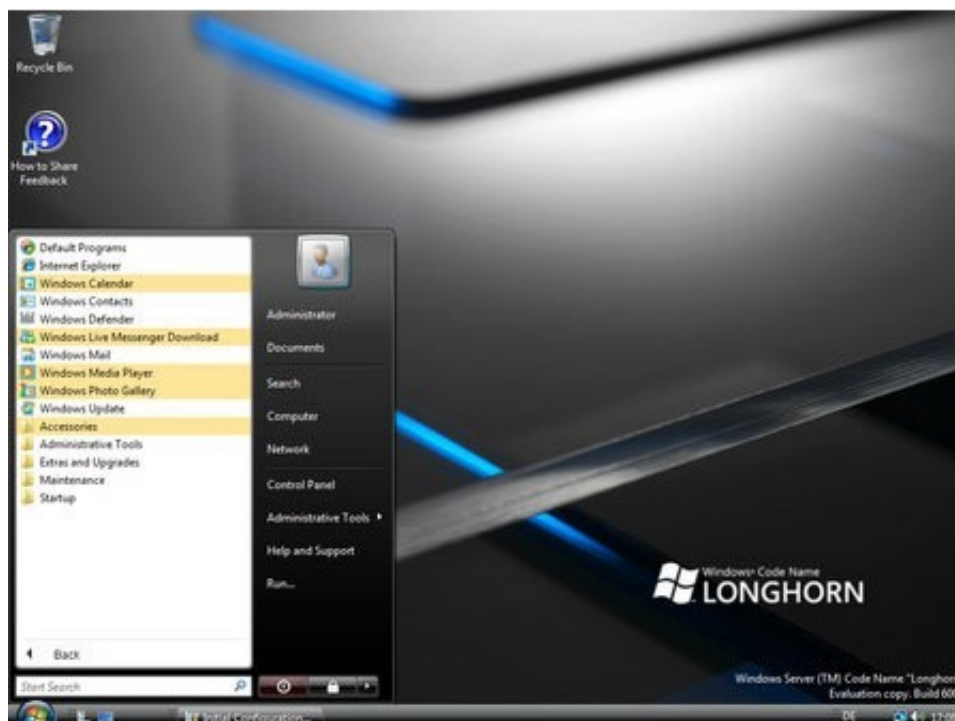 Recycle Bin
How to Share
Feedback
Default Programs
Internet Explorer
Windows Calendar
Windows Contacts
Windows Defender
Windows Live Messenger Download
Windows Mail
Windows Media Player
Windows Photo Gallery
Windows Update
Accessories
Administrative Tools
Extras and Upgrades
Maintenance
Startup
Back
Start Search
Administrator
Documents
Search
Computer
Network
Control Panel
Administrative Tools
Help and Support
Run...
Windows Code Name
LONGHORN
Windows Server (TM) Code Name "Longhorn
Evaluation copy. Build 600
Initial Configuration...
DE
17:00